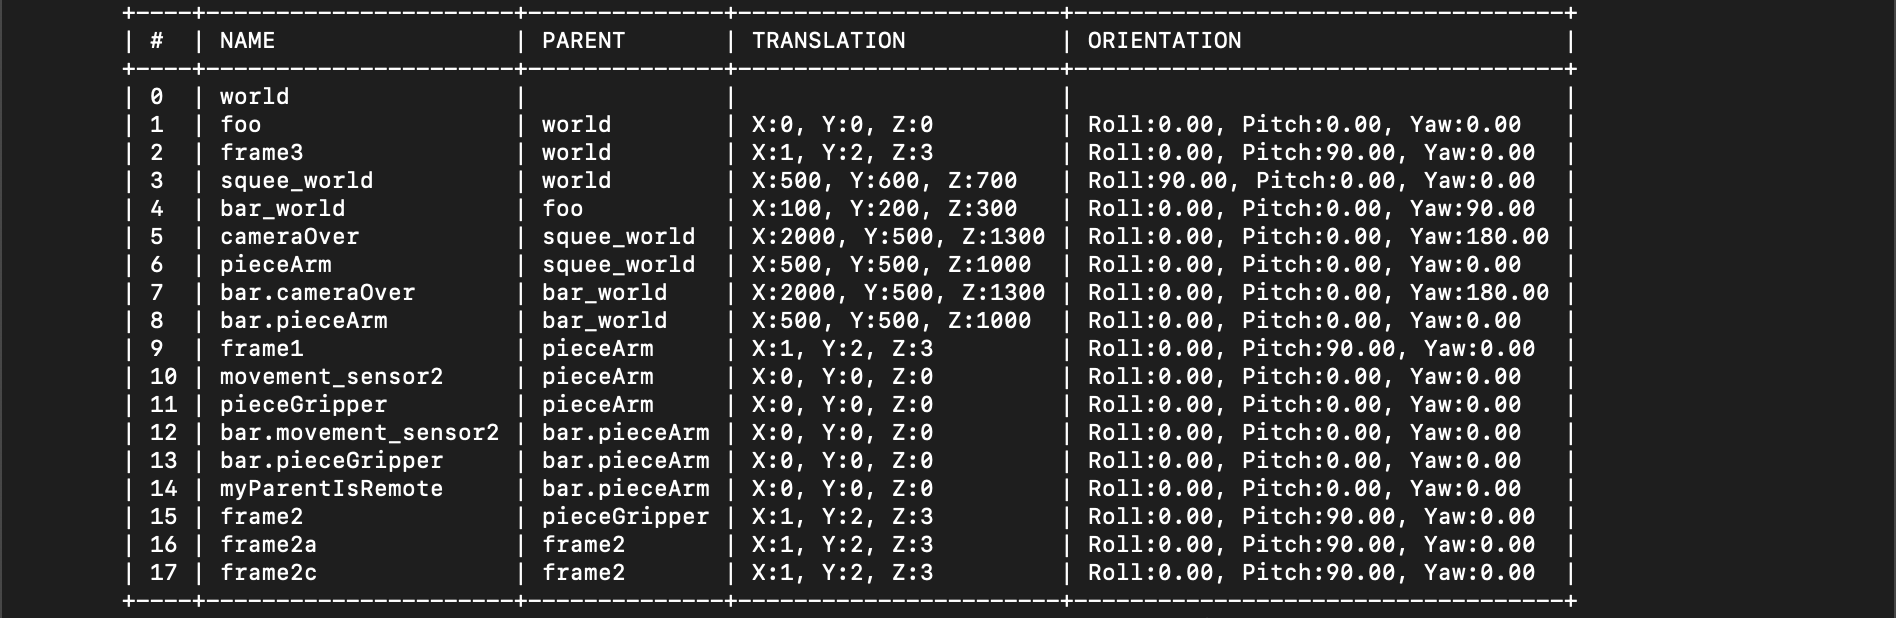 +----+-----------------------+--------------+-----------------------+------------------------------------+
| #  | NAME                  | PARENT       | TRANSLATION           | ORIENTATION                        |
+----+-----------------------+--------------+-----------------------+------------------------------------+
| 0  | world                 |              |                       |                                    |
| 1  | foo                   | world        | X:0, Y:0, Z:0         | Roll:0.00, Pitch:0.00, Yaw:0.00    |
| 2  | frame3                | world        | X:1, Y:2, Z:3         | Roll:0.00, Pitch:90.00, Yaw:0.00   |
| 3  | squee_world           | world        | X:500, Y:600, Z:700   | Roll:90.00, Pitch:0.00, Yaw:0.00   |
| 4  | bar_world             | foo          | X:100, Y:200, Z:300   | Roll:0.00, Pitch:0.00, Yaw:90.00   |
| 5  | cameraOver            | squee_world  | X:2000, Y:500, Z:1300 | Roll:0.00, Pitch:0.00, Yaw:180.00  |
| 6  | pieceArm              | squee_world  | X:500, Y:500, Z:1000  | Roll:0.00, Pitch:0.00, Yaw:0.00    |
| 7  | bar.cameraOver        | bar_world    | X:2000, Y:500, Z:1300 | Roll:0.00, Pitch:0.00, Yaw:180.00  |
| 8  | bar.pieceArm          | bar_world    | X:500, Y:500, Z:1000  | Roll:0.00, Pitch:0.00, Yaw:0.00    |
| 9  | frame1                | pieceArm     | X:1, Y:2, Z:3         | Roll:0.00, Pitch:90.00, Yaw:0.00   |
| 10 | movement_sensor2      | pieceArm     | X:0, Y:0, Z:0         | Roll:0.00, Pitch:0.00, Yaw:0.00    |
| 11 | pieceGripper          | pieceArm     | X:0, Y:0, Z:0         | Roll:0.00, Pitch:0.00, Yaw:0.00    |
| 12 | bar.movement_sensor2  | bar.pieceArm | X:0, Y:0, Z:0         | Roll:0.00, Pitch:0.00, Yaw:0.00    |
| 13 | bar.pieceGripper      | bar.pieceArm | X:0, Y:0, Z:0         | Roll:0.00, Pitch:0.00, Yaw:0.00    |
| 14 | myParentIsRemote      | bar.pieceArm | X:0, Y:0, Z:0         | Roll:0.00, Pitch:0.00, Yaw:0.00    |
| 15 | frame2                | pieceGripper | X:1, Y:2, Z:3         | Roll:0.00, Pitch:90.00, Yaw:0.00   |
| 16 | frame2a               | frame2       | X:1, Y:2, Z:3         | Roll:0.00, Pitch:90.00, Yaw:0.00   |
| 17 | frame2c               | frame2       | X:1, Y:2, Z:3         | Roll:0.00, Pitch:90.00, Yaw:0.00   |
+----+-----------------------+--------------+-----------------------+------------------------------------+